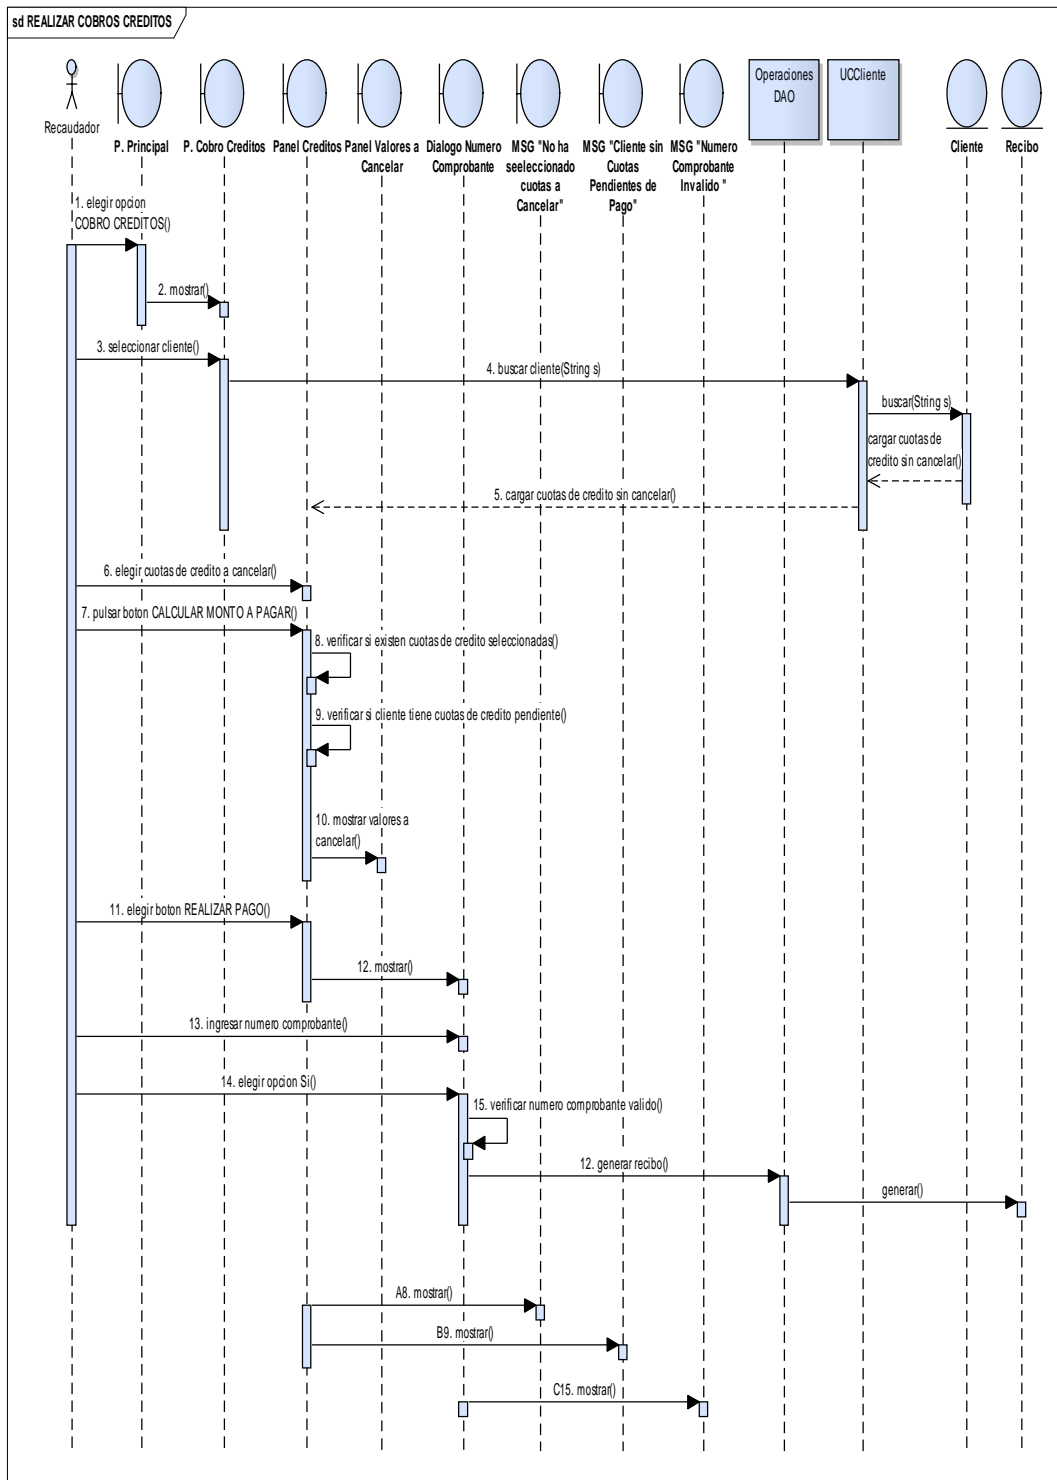 sd REALIZAR COBROS CREDITOS
Recaudador
P. Principal
P. Cobro Creditos
Panel Creditos
Panel Valores a
Cancelar
Dialogo Numero
Comprobante
MSG "No ha
seeleccionado
cuotas a
Cancelar"
MSG "Cliente sin
Cuotas
Pendientes de
Pago"
MSG "Numero
Comprobante
Invalido "
Operaciones
DAO
UCCliente
Cliente
Recibo
1. elegir opcion
COBRO CREDITOS()
2. mostrar()
3. seleccionar cliente()
4. buscar cliente(String s)
buscar(String s)
cargar cuotas de
credito sin cancelar()
5. cargar cuotas de credito sin cancelar()
6. elegir cuotas de credito a cancelar()
7. pulsar boton CALCULAR MONTO A PAGAR()
8. verificar si existen cuotas de credito seleccionadas()
9. verificar si cliente tiene cuotas de credito pendiente()
10. mostrar valores a
cancelar()
11. elegir boton REALIZAR PAGO()
12. mostrar()
13. ingresar numero comprobante()
14. elegir opcion Si()
15. verificar numero comprobante valido()
12. generar recibo()
generar()
A8. mostrar()
B9. mostrar()
C15. mostrar()